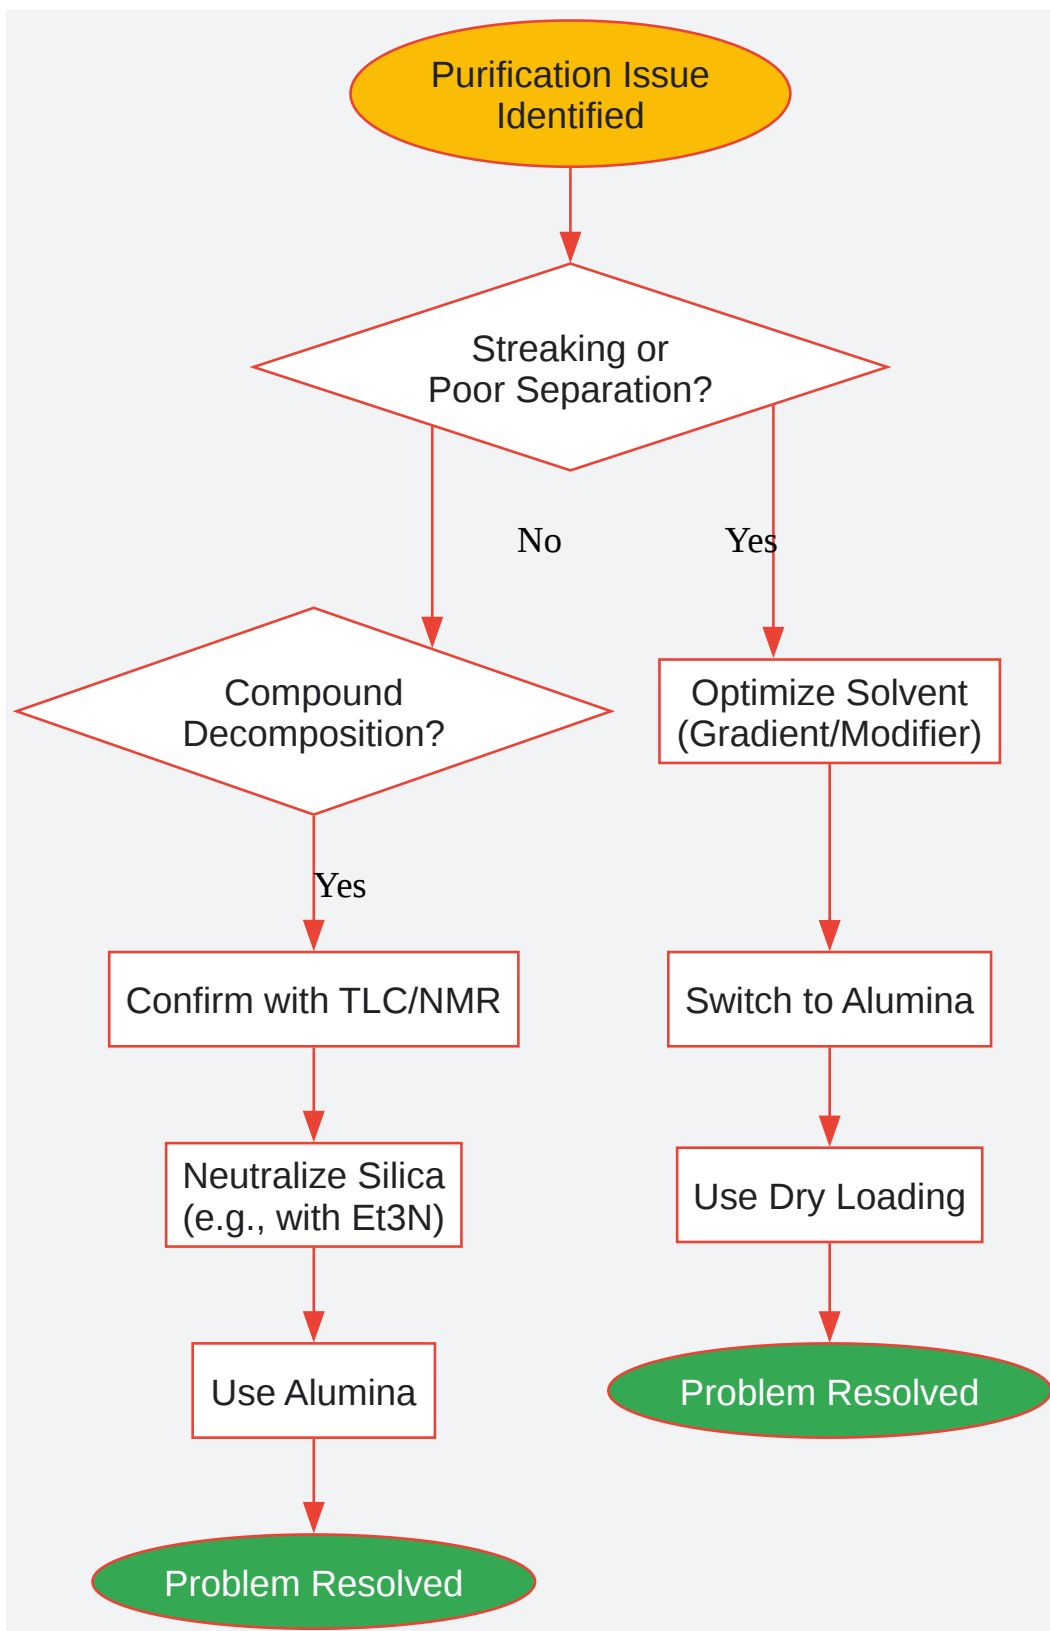 Purification Issue
Identified
Streaking or
Poor Separation?
No
Yes
Compound
Decomposition?
Optimize Solvent
(Gradient/Modifier)
Yes
Confirm with TLC/NMR
Switch to Alumina
Neutralize Silica
(e.g., with Et3N)
Use Dry Loading
Use Alumina
Problem Resolved
Problem Resolved